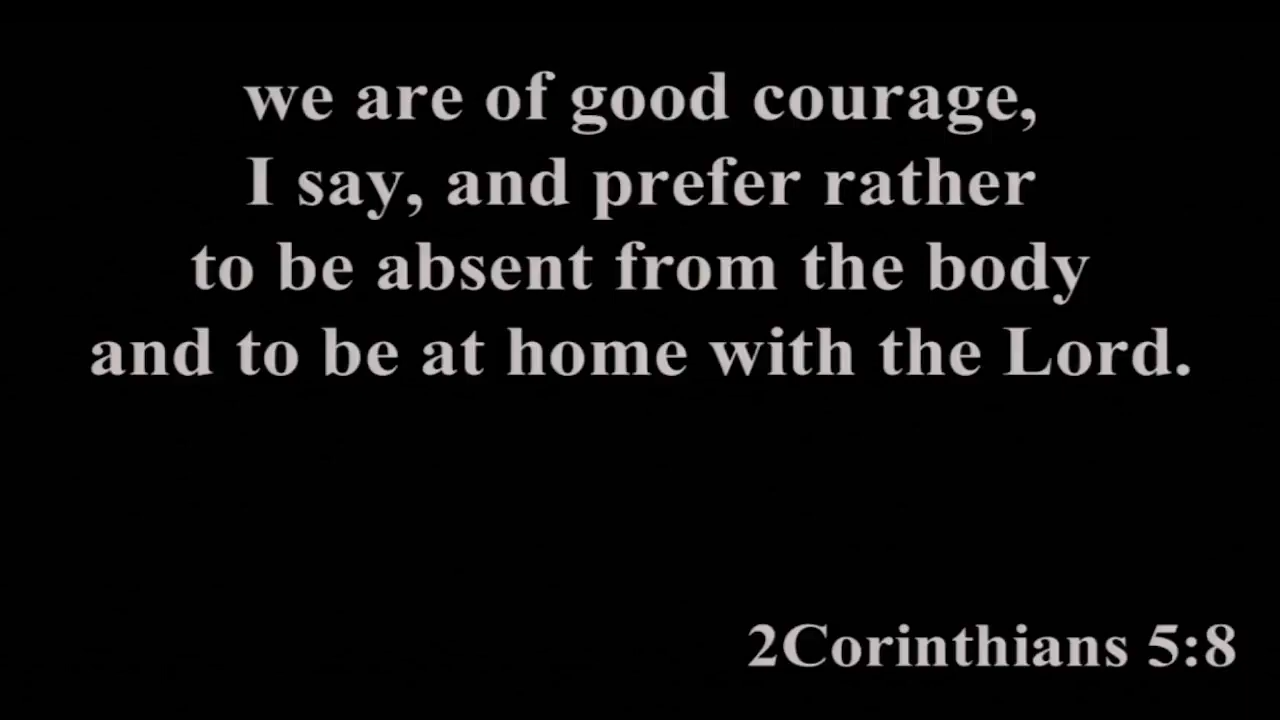 we are of good courage,
I say, and prefer rather
to be absent from the body
and to be at home with the Lord.
2Corinthians 5:8